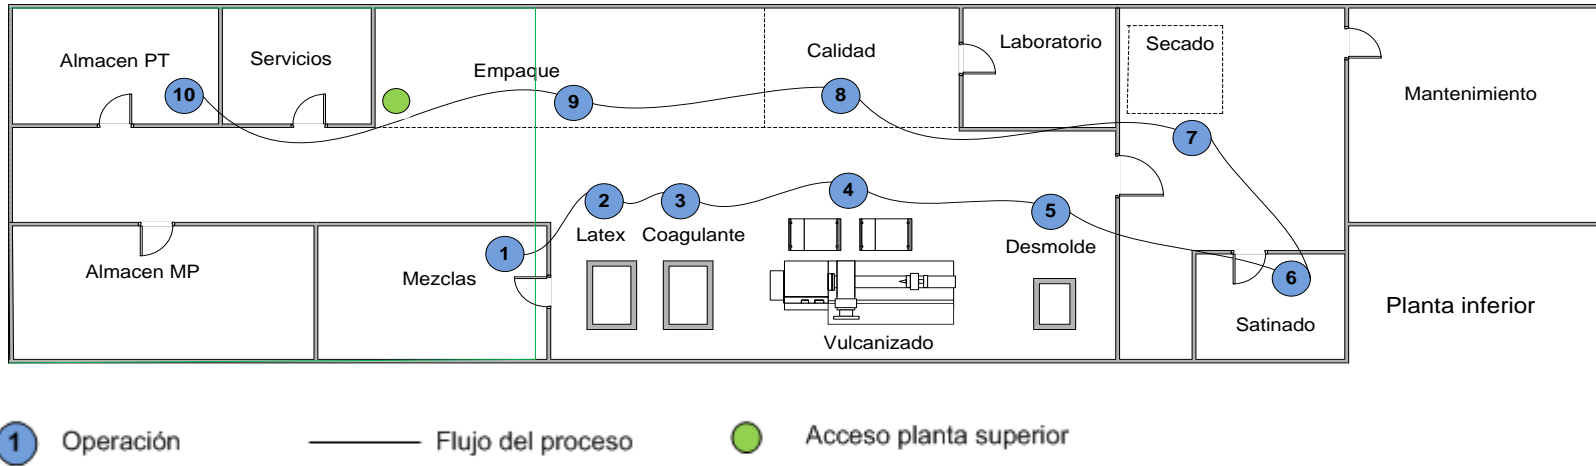 Almacen PT
Servicios
Empaque
Calidad
Laboratorio
Secado
Mantenimiento
10
9
8
7
2
3
4
5
1
6
Latex
Coagulante
Desmolde
Almacen MP
Mezclas
Vulcanizado
Satinado
Planta inferior
1
Operación
Flujo del proceso
Acceso planta superior